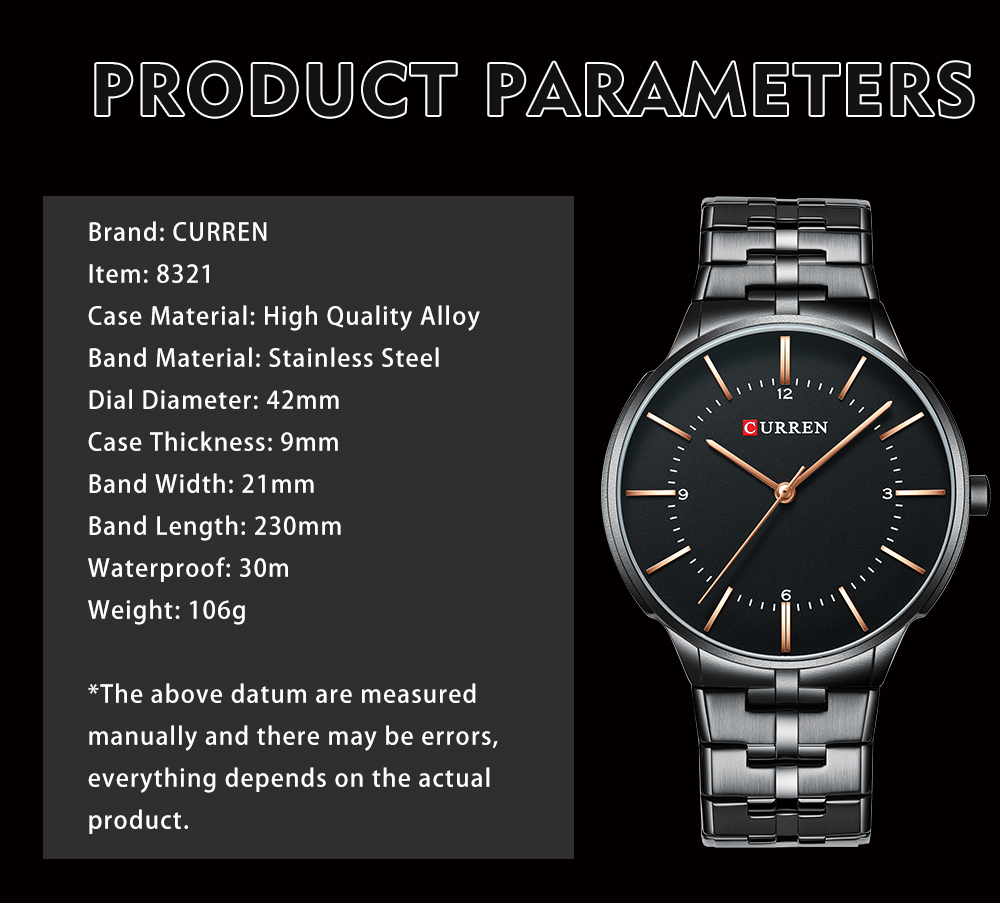 PRODUCT PARAMETERS
Brand: CURREN
Item: 8321
Case Material: High Quality Alloy
Band Material: Stainless Steel
Dial Diameter: 42mm
Case Thickness: 9mm
Band Width: 21mm
Band Length: 230mm
Waterproof: 30m
Weight: 106g
*The above datum are measured
manually and there may be errors,
everything depends on the actual
product.
12
CURREN
9 3
6